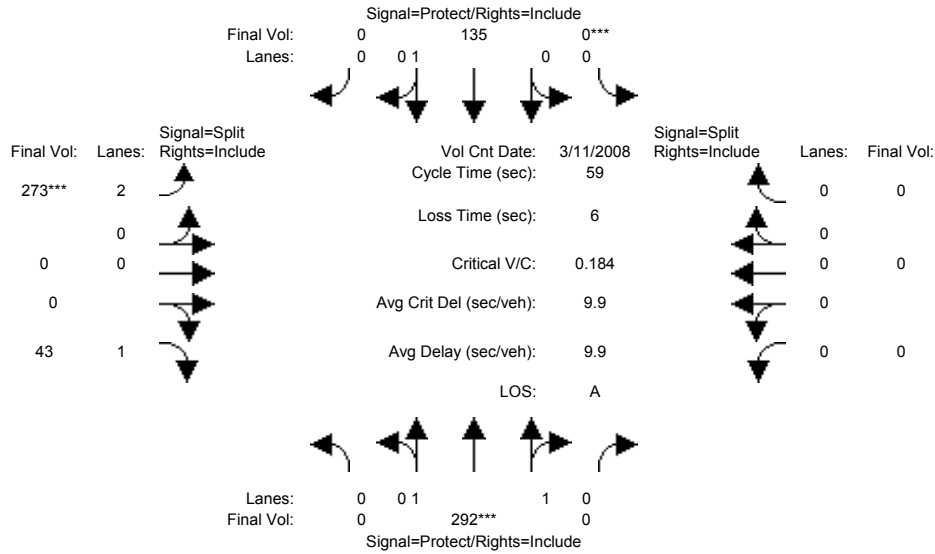 Signal=Protect/Rights=Include
Final Vol: 0 135 0***
Lanes: 0 0 1 0 0
Signal=Split
Final Vol: Lanes: Rights=Include
Vol Cnt Date: 3/11/2008
Signal=Split
Rights=Include Lanes: Final Vol:
Cycle Time (sec): 59
273*** 2 0 0
Loss Time (sec): 6
0 0
0 0 Critical V/C: 0.184 0 0
0 Avg Crit Del (sec/veh): 9.9 0
43 1 Avg Delay (sec/veh): 9.9 0 0
LOS: A
Lanes: 0 0 1 1 0
Final Vol: 0 292*** 0
Signal=Protect/Rights=Include